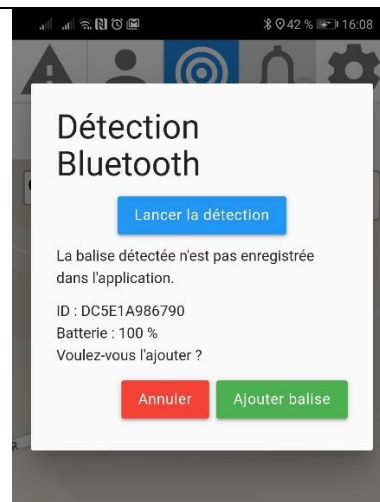 42 % 16:08
Détection
Bluetooth
Lancer la détection
La balise détectée n'est pas enregistrée
dans l'application.
ID : DC5E1A986790
Batterie : 100 %
Voulez-vous l'ajouter ?
Annuler Ajouter balise